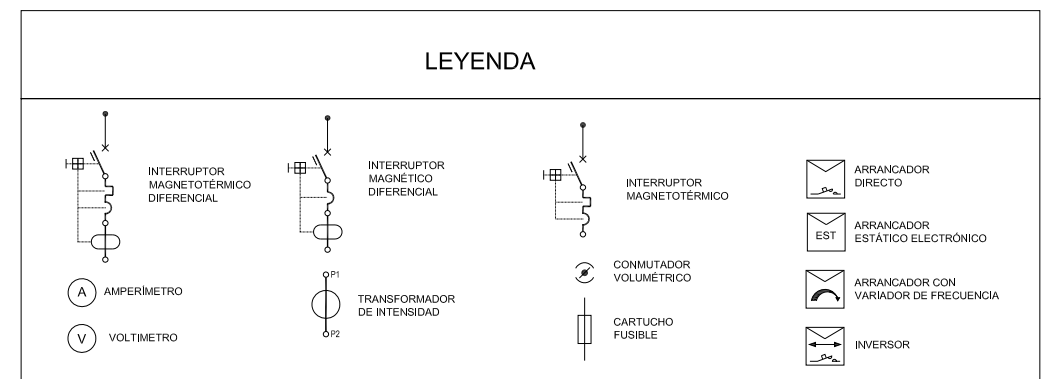 LEYENDA
INTERRUPTOR
MAGNETOTÉRMICO
DIFERENCIAL
INTERRUPTOR
MAGNÉTICO
DIFERENCIAL
INTERRUPTOR
MAGNETOTÉRMICO
ARRANCADOR
DIRECTO
EST
ARRANCADOR
ESTÁTICO ELECTRÓNICO
A
AMPERÍMETRO
P1
P2
TRANSFORMADOR
DE INTENSIDAD
CONMUTADOR
VOLUMÉTRICO
ARRANCADOR CON
VARIADOR DE FRECUENCIA
V
VOLTIMETRO
CARTUCHO
FUSIBLE
INVERSOR